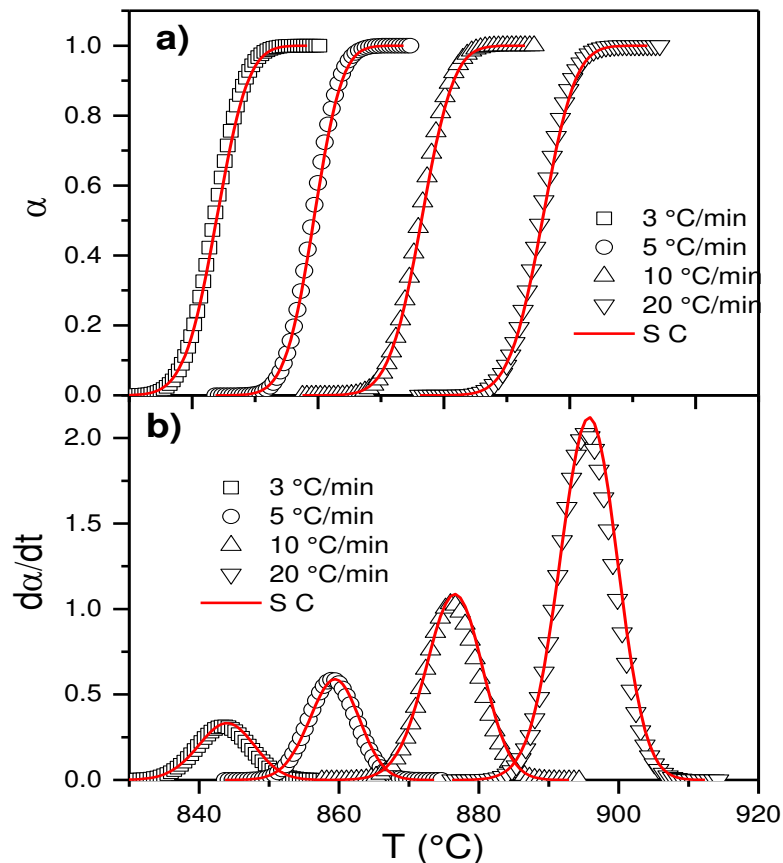 a)
1.0
0.8
0.6
0.4
0.2
0.0
α
3 °C/min
5 °C/min
10 °C/min
20 °C/min
S C
b)
2.0
1.5
1.0
0.5
0.0
dα/dt
3 °C/min
5 °C/min
10 °C/min
20 °C/min
S C
840 860 880 900 920
T (°C)